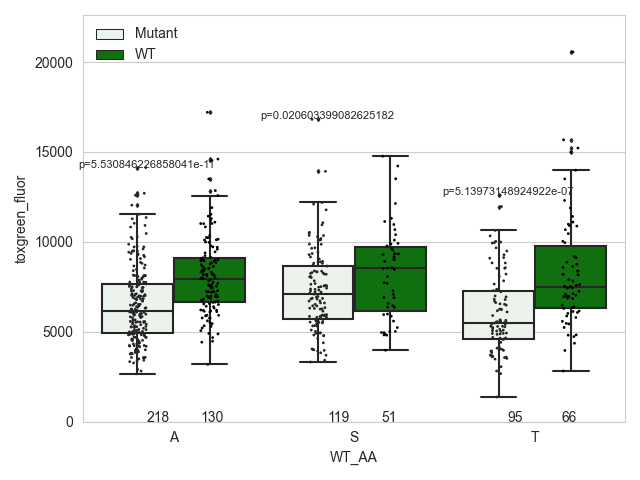 Mutant
WT
20000
15000
10000
5000
0
toxgreen_fluor
p=5.530846226858041e-11
p=0.020603399082625182
p=5.13973148924922e-07
218 130 119 51 95 66
A S T
WT_AA